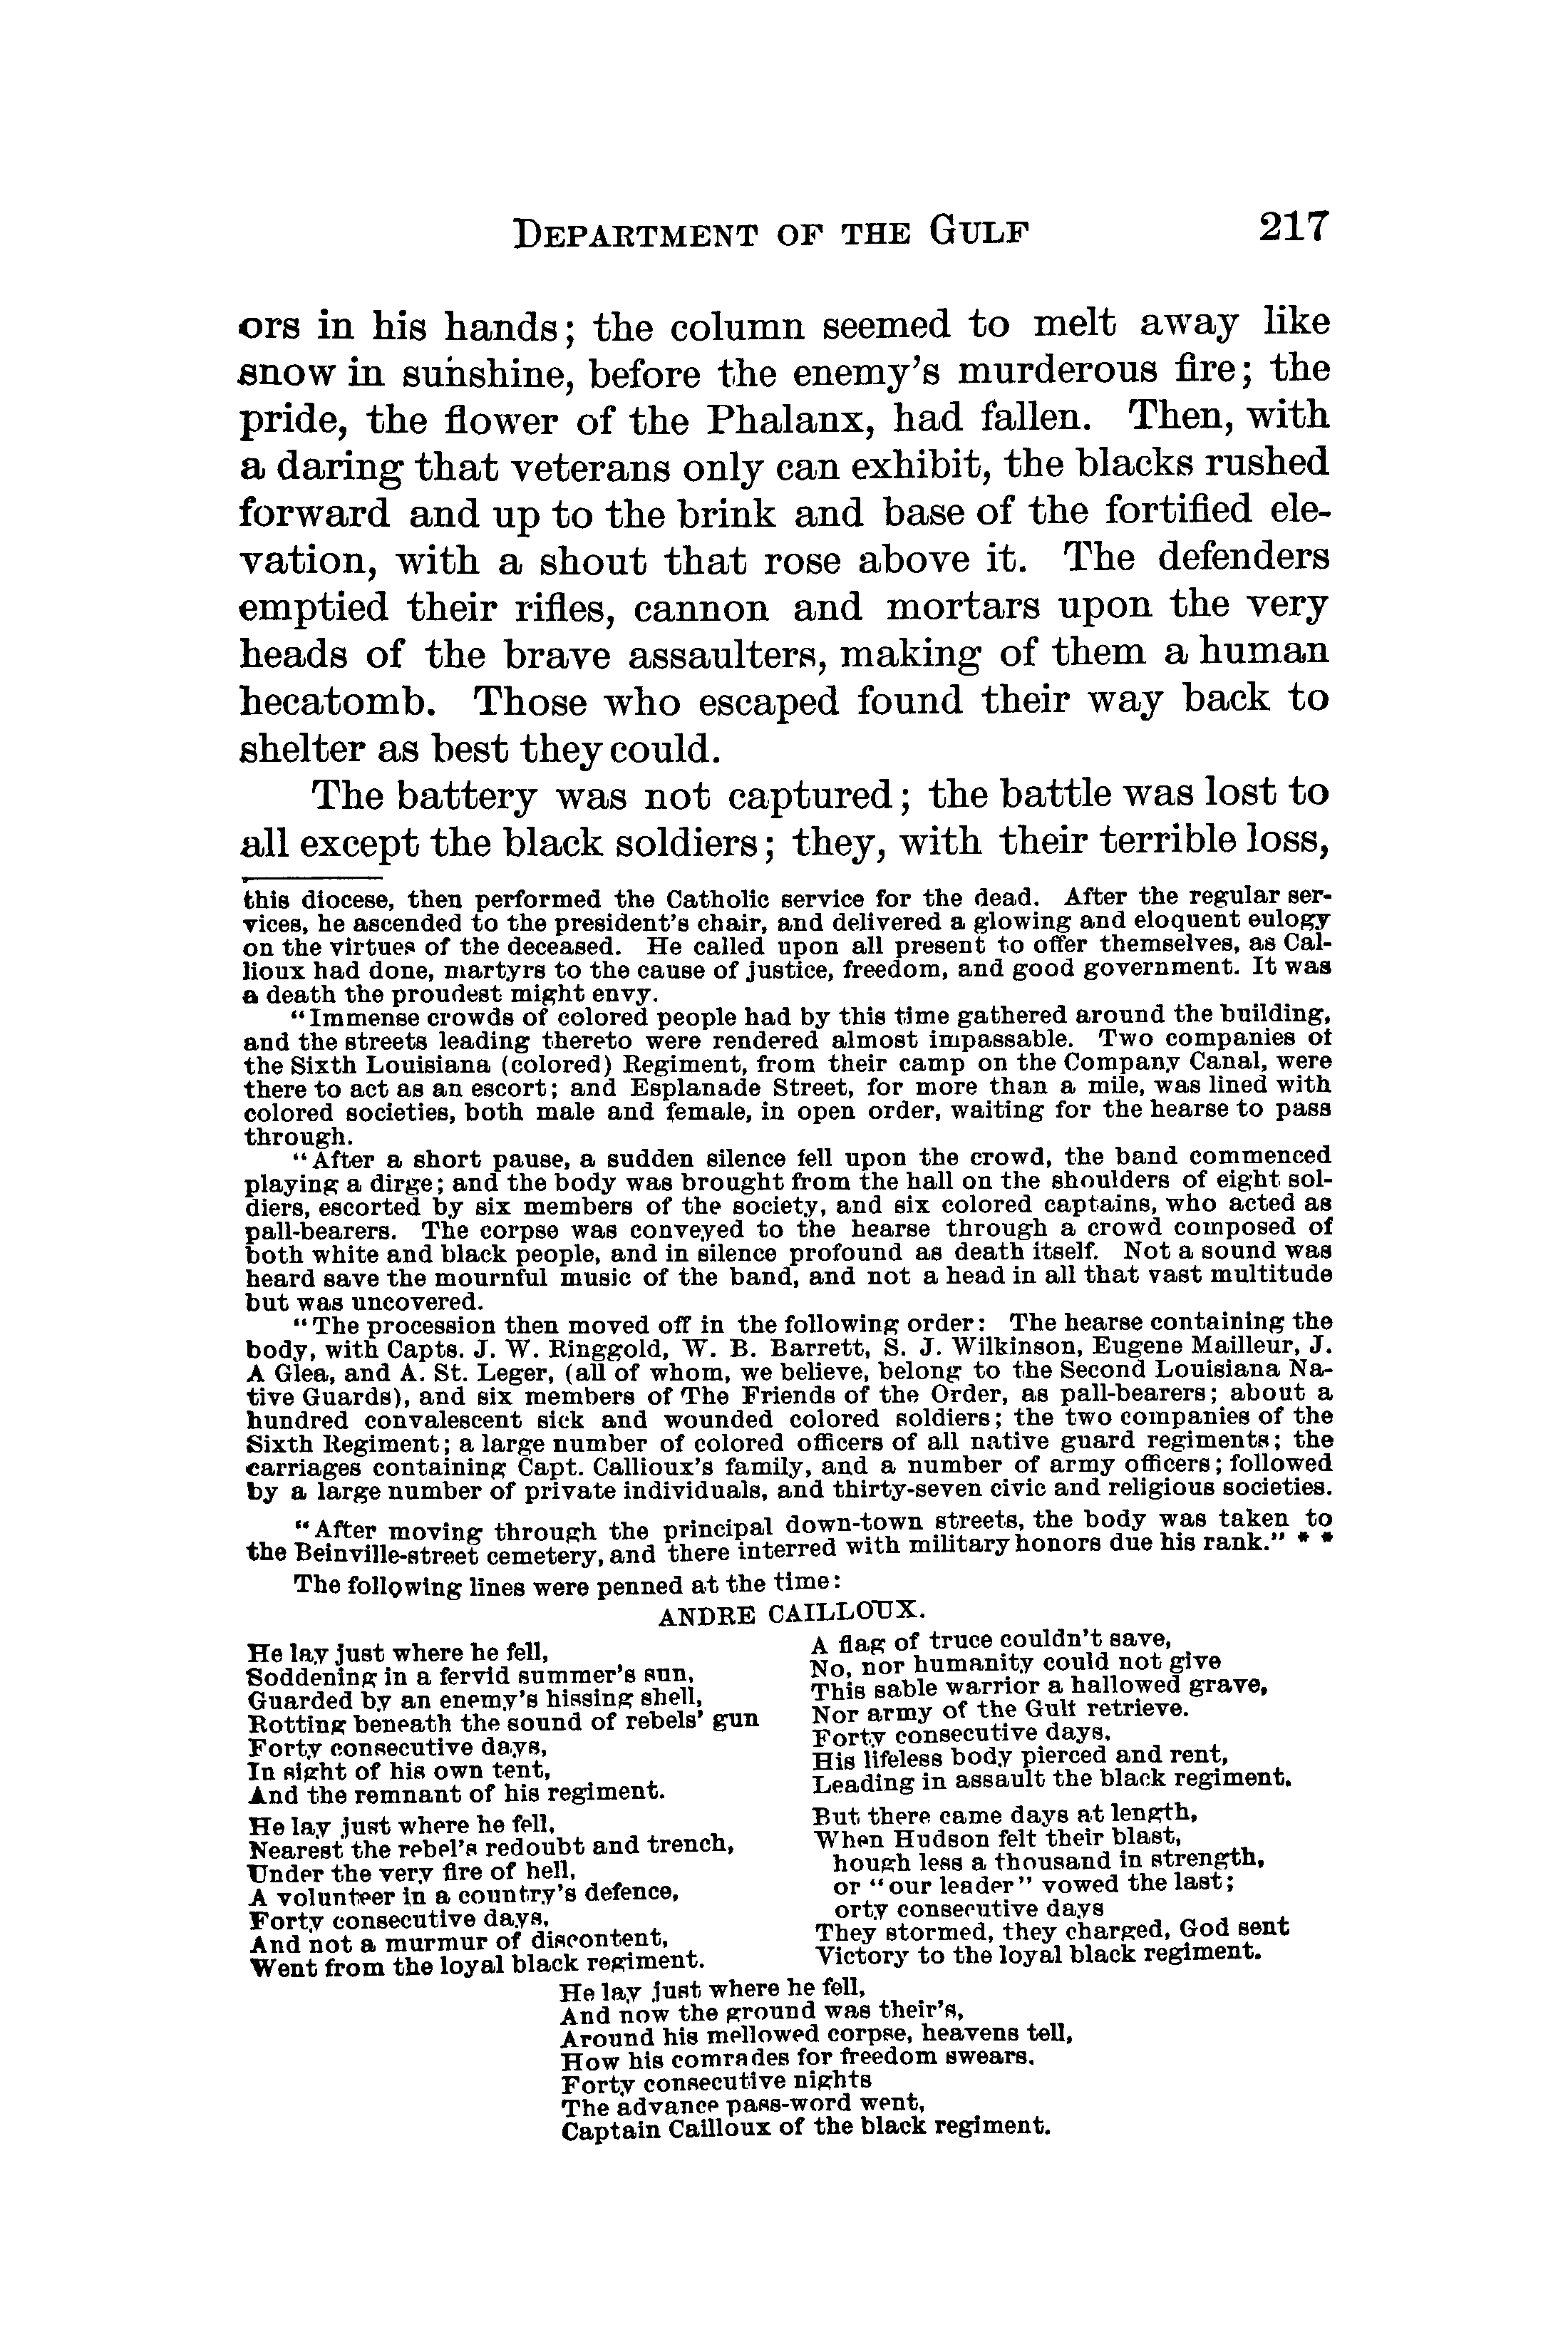 DEPARTMENT OF THE GULF 217
ors in his hands; the column seemed to melt away like
snow in sunshine, before the enemy's murderous fire; the
pride, the flower of the Phalanx, had fallen. Then, with
a daring that veterans only can exhibit, the blacks rushed
forward and up to the brink and base of the fortified ele-
vation, with a shout that rose above it. The defenders
emptied their rifles, cannon and mortars upon the very
heads of the brave assaulters, making of them a human
hecatomb. Those who escaped found their way back to
shelter as best they could.
The battery was not captured; the battle was lost to
all except the black soldiers; they, with their terrible loss,
this diocese, then performed the Catholic service for the dead. After the regular ser-
vices, he ascended to the president's chair, and delivered a glowing and eloquent eulogy
on the virtues of the deceased. He called upon all present to offer themselves, as Cal-
lioux had done, martyrs to the cause of justice, freedom, and good government. It was
a death the proudest might envy.
"Immense crowds of colored people had by this time gathered around the building,
and the streets leading thereto were rendered almost impassable. Two companies of
the Sixth Louisiana (colored) Regiment, from their camp on the Company Canal, were
there to act as an escort; and Esplanade Street, for more than a mile, was lined with
colored societies, both male and female, in open order, waiting for the hearse to pass
through.
"After a short pause, a sudden silence fell upon the crowd, the band commenced
playing a dirge; and the body was brought from the hall on the shoulders of eight sol-
diers, escorted by six members of the society, and six colored captains, who acted as
pall-bearers. The corpse was conveyed to the hearse through a crowd composed of
both white and black people, and in silence profound as death itself. Not a sound was
heard save the mournful music of the band, and not a head in all that vast multitude
but was uncovered.
"The procession then moved off in the following order: The hearse containing the
body, with Capts. J. W. Ringgold, W. B. Barrett, S. J. Wilkinson, Eugene Mailleur, J.
A Glea, and A. St. Leger, (all of whom, we believe, belong to the Second Louisiana Na-
tive Guards), and six members of The Friends of the Order, as pall-bearers; about a
hundred convalescent sick and wounded colored soldiers; the two companies of the
Sixth Regiment; a large number of colored officers of all native guard regiments; the
carriages containing Capt. Callioux's family, and a number of army officers; followed
by a large number of private individuals, and thirty-seven civic and religious societies.
"After moving through the principal down-town streets, the body was taken to
the Beinville-street cemetery, and there interred with military honors due his rank." * *
The following lines were penned at the time:
ANDRE CAILLOUX.
He lay just where he fell,
Soddening in a fervid summer's sun,
Guarded by an enemy's hissing shell,
Rotting beneath the sound of rebels' gun
Forty consecutive days,
In sight of his own tent,
And the remnant of his regiment.
He lay just where he fell,
Nearest the rebel's redoubt and trench,
Under the very fire of hell,
A volunteer in a country's defence,
Forty consecutive days,
And not a murmur of discontent,
Went from the loyal black regiment.
A flag of truce couldn't save,
No, nor humanity could not give
This sable warrior a hallowed grave,
Nor army of the Gulf retrieve.
Forty consecutive days,
His lifeless body pierced and rent,
Leading in assault the black regiment.
But there came days at length,
When Hudson felt their blast,
hough less a thousand in strength,
or "our leader" vowed the last;
orty consecutive days
They stormed, they charged, God sent
Victory to the loyal black regiment.
He lay just where he fell,
And now the ground was their's,
Around his mellowed corpse, heavens tell,
How his comrades for freedom swears.
Forty consecutive nights
The advance pass-word went,
Captain Cailloux of the black regiment.